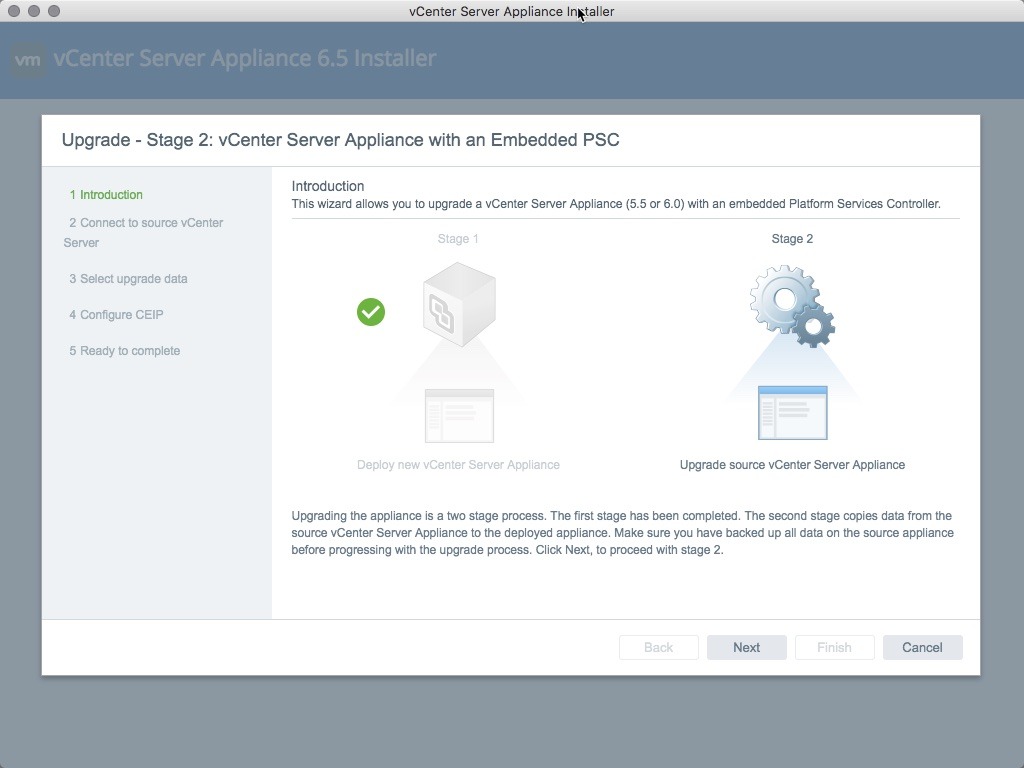 vCenter Server Appliance Installer
vm vCenter Server Appliance 6.5 Installer
Upgrade - Stage 2: vCenter Server Appliance with an Embedded PSC
1 Introduction
2 Connect to source vCenter
Server
3 Select upgrade data
4 Configure CEIP
5 Ready to complete
Introduction
This wizard allows you to upgrade a vCenter Server Appliance (5.5 or 6.0) with an embedded Platform Services Controller.
Stage 1
Stage 2
Deploy new vCenter Server Appliance
Upgrade source vCenter Server Appliance
Upgrading the appliance is a two stage process. The first stage has been completed. The second stage copies data from the
source vCenter Server Appliance to the deployed appliance. Make sure you have backed up all data on the source appliance
before progressing with the upgrade process. Click Next, to proceed with stage 2.
Back
Next
Finish
Cancel